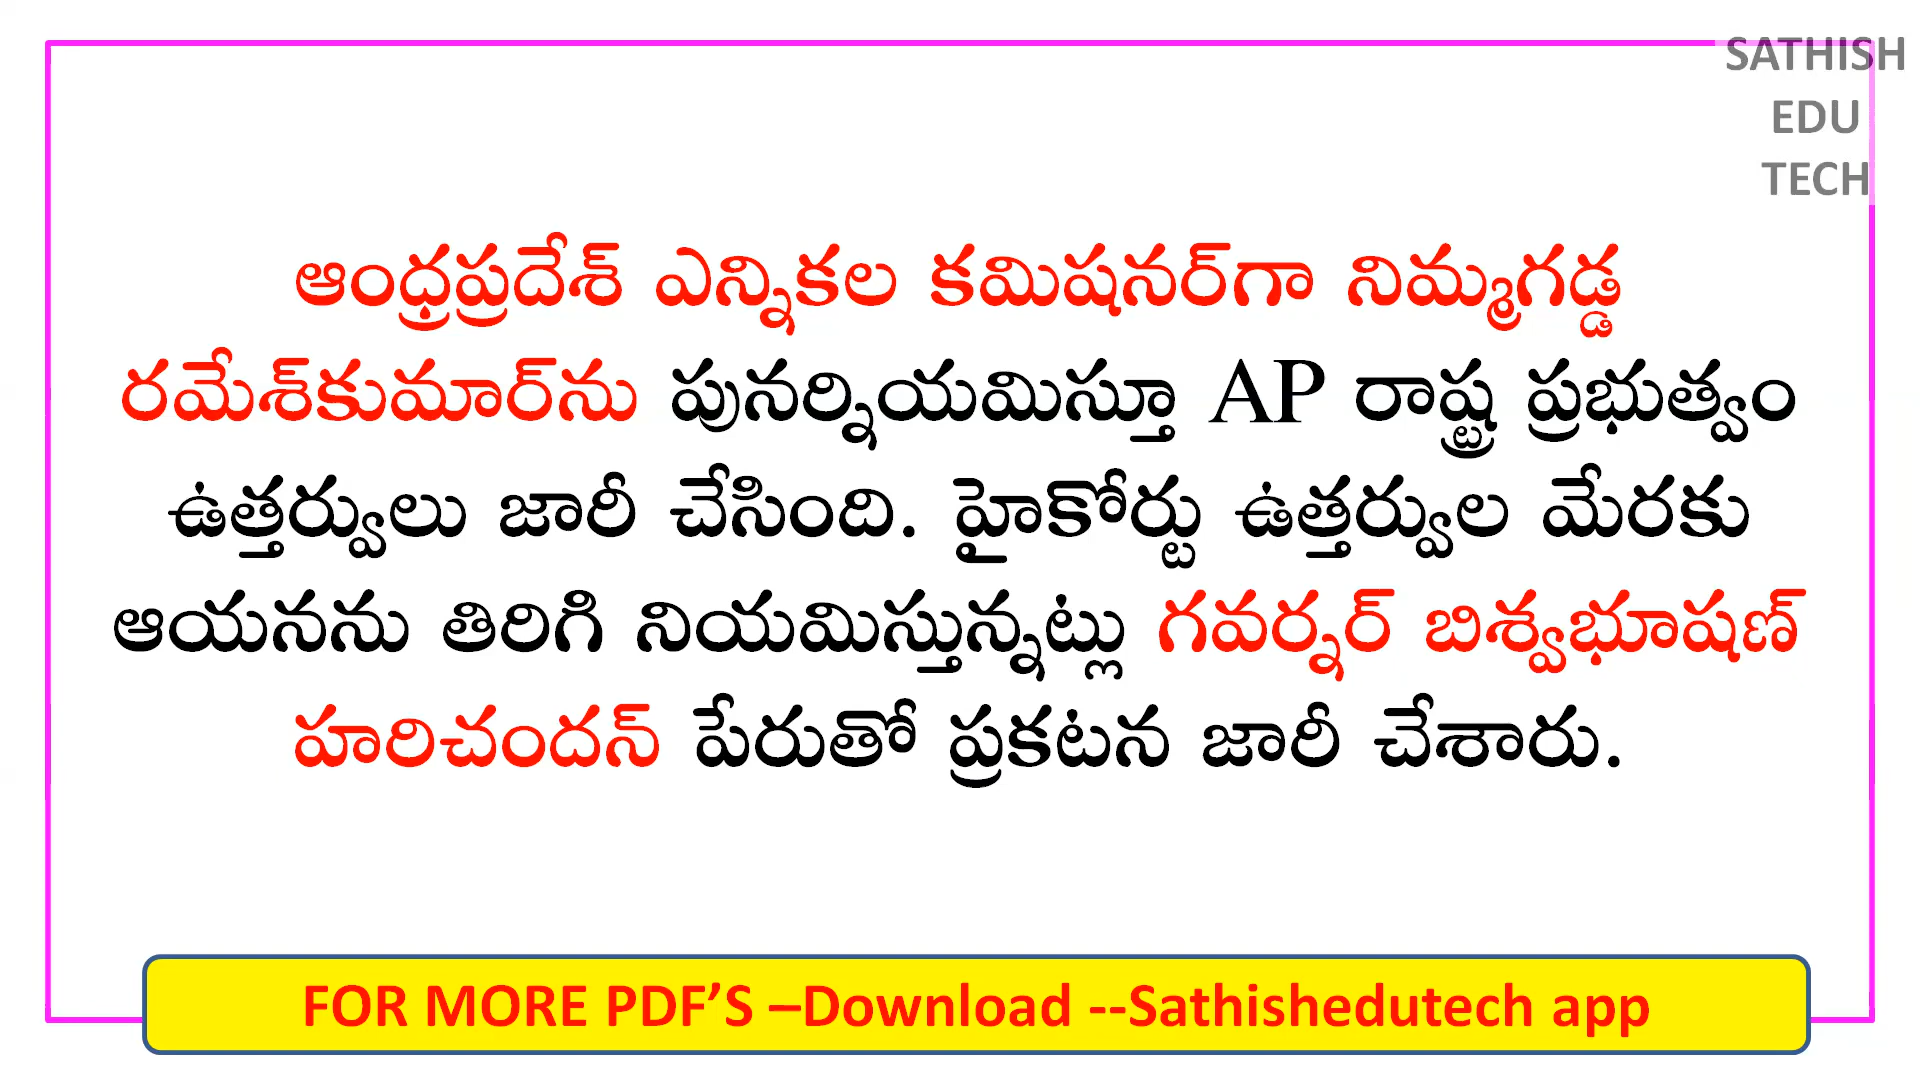 SATHISH
EDU
TECH
ఆంధ్రప్రదేశ్ ఎన్నికల కమిషనర్‌గా నిమ్మగడ్డ
రమేశ్‌కుమార్‌ను పునర్నియమిస్తూ AP రాష్ట్ర ప్రభుత్వం
ఉత్తర్వులు జారీ చేసింది. హైకోర్టు ఉత్తర్వుల మేరకు
ఆయనను తిరిగి నియమిస్తున్నట్లు గవర్నర్ బిశ్వభూషణ్
హరిచందన్ పేరుతో ప్రకటన జారీ చేశారు.
FOR MORE PDF’S –Download --Sathishedutech app